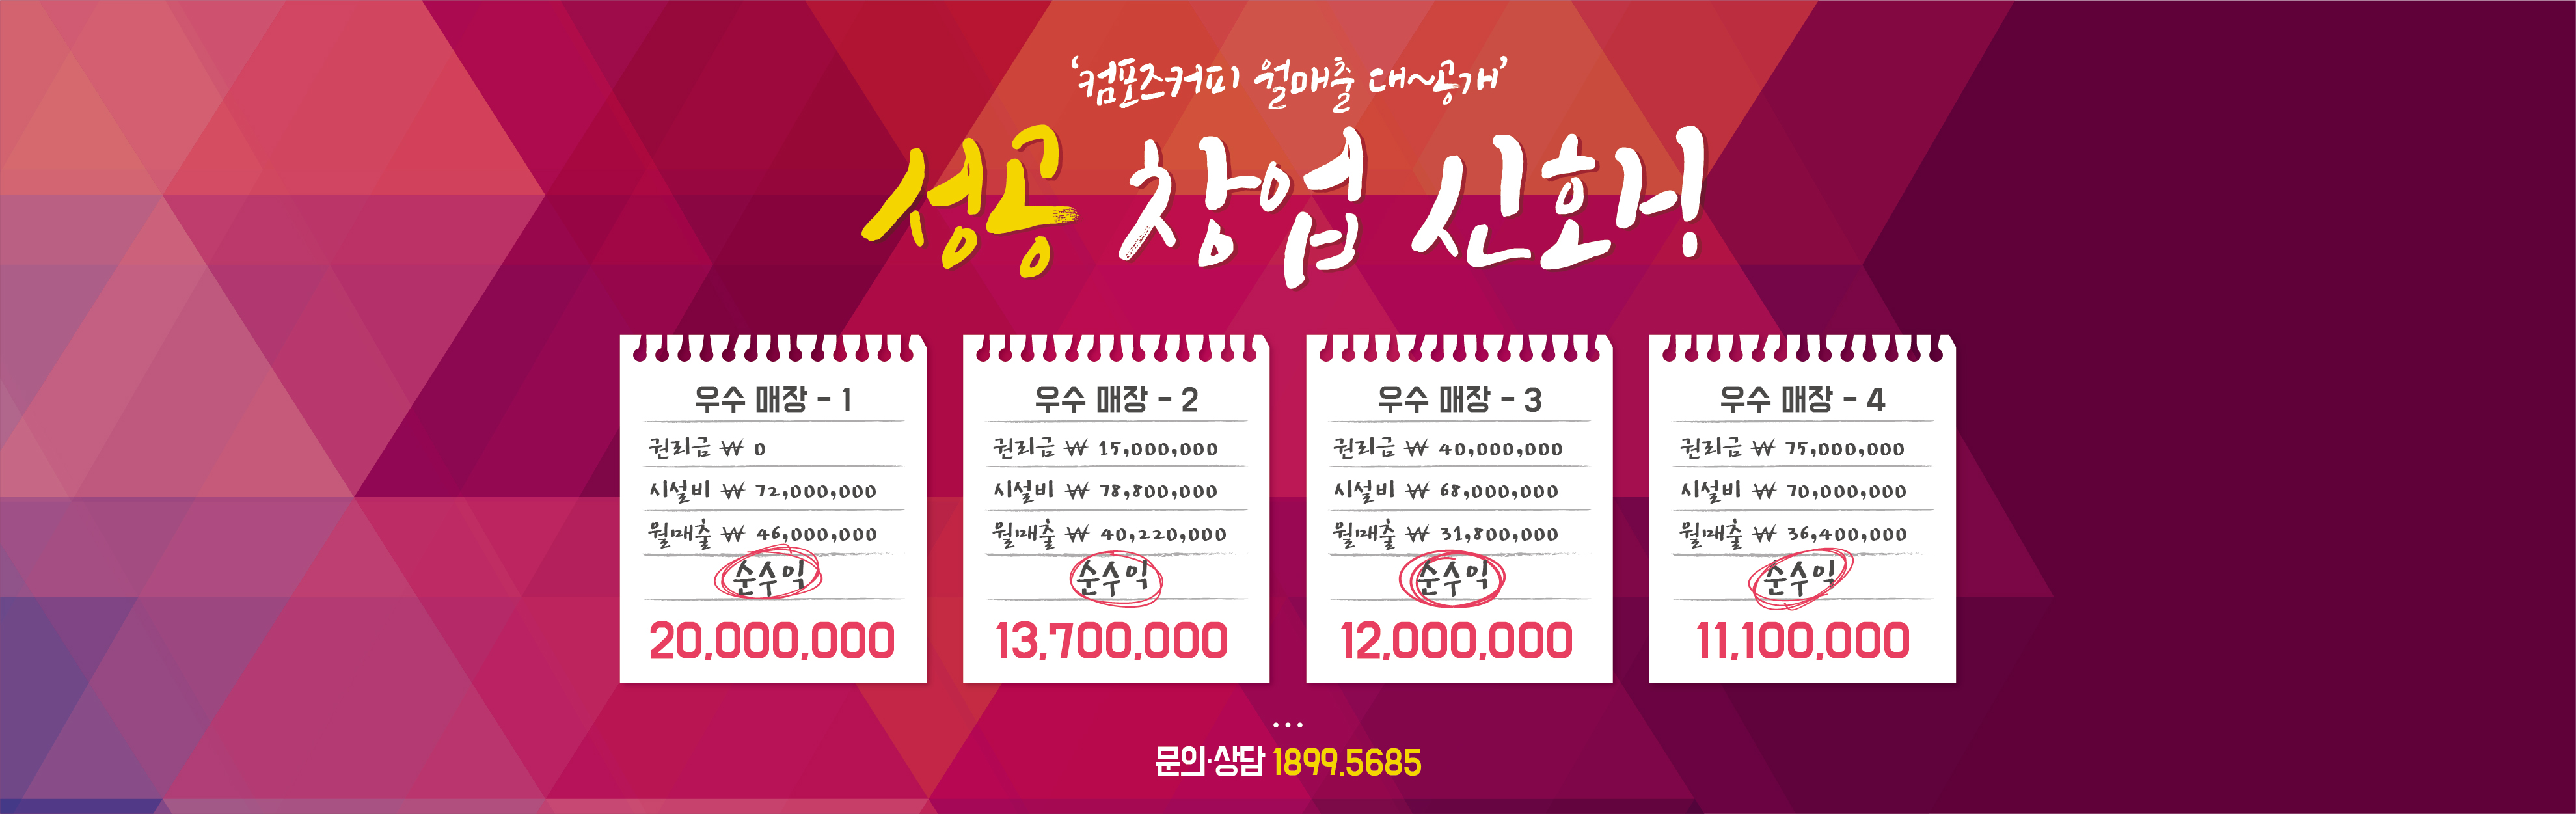 ‘컴포즈커피 월매출 대~공개’
성공 창업 신화!
우수 매장 - 1
권리금 ₩ 0
시설비 ₩ 72,000,000
월매출 ₩ 46,000,000
순수익
20,000,000
우수 매장 - 2
권리금 ₩ 15,000,000
시설비 ₩ 78,800,000
월매출 ₩ 40,220,000
순수익
13,700,000
우수 매장 - 3
권리금 ₩ 40,000,000
시설비 ₩ 68,000,000
월매출 ₩ 31,800,000
순수익
12,000,000
우수 매장 - 4
권리금 ₩ 75,000,000
시설비 ₩ 70,000,000
월매출 ₩ 36,400,000
순수익
11,100,000
...
문의·상담 1899.5685